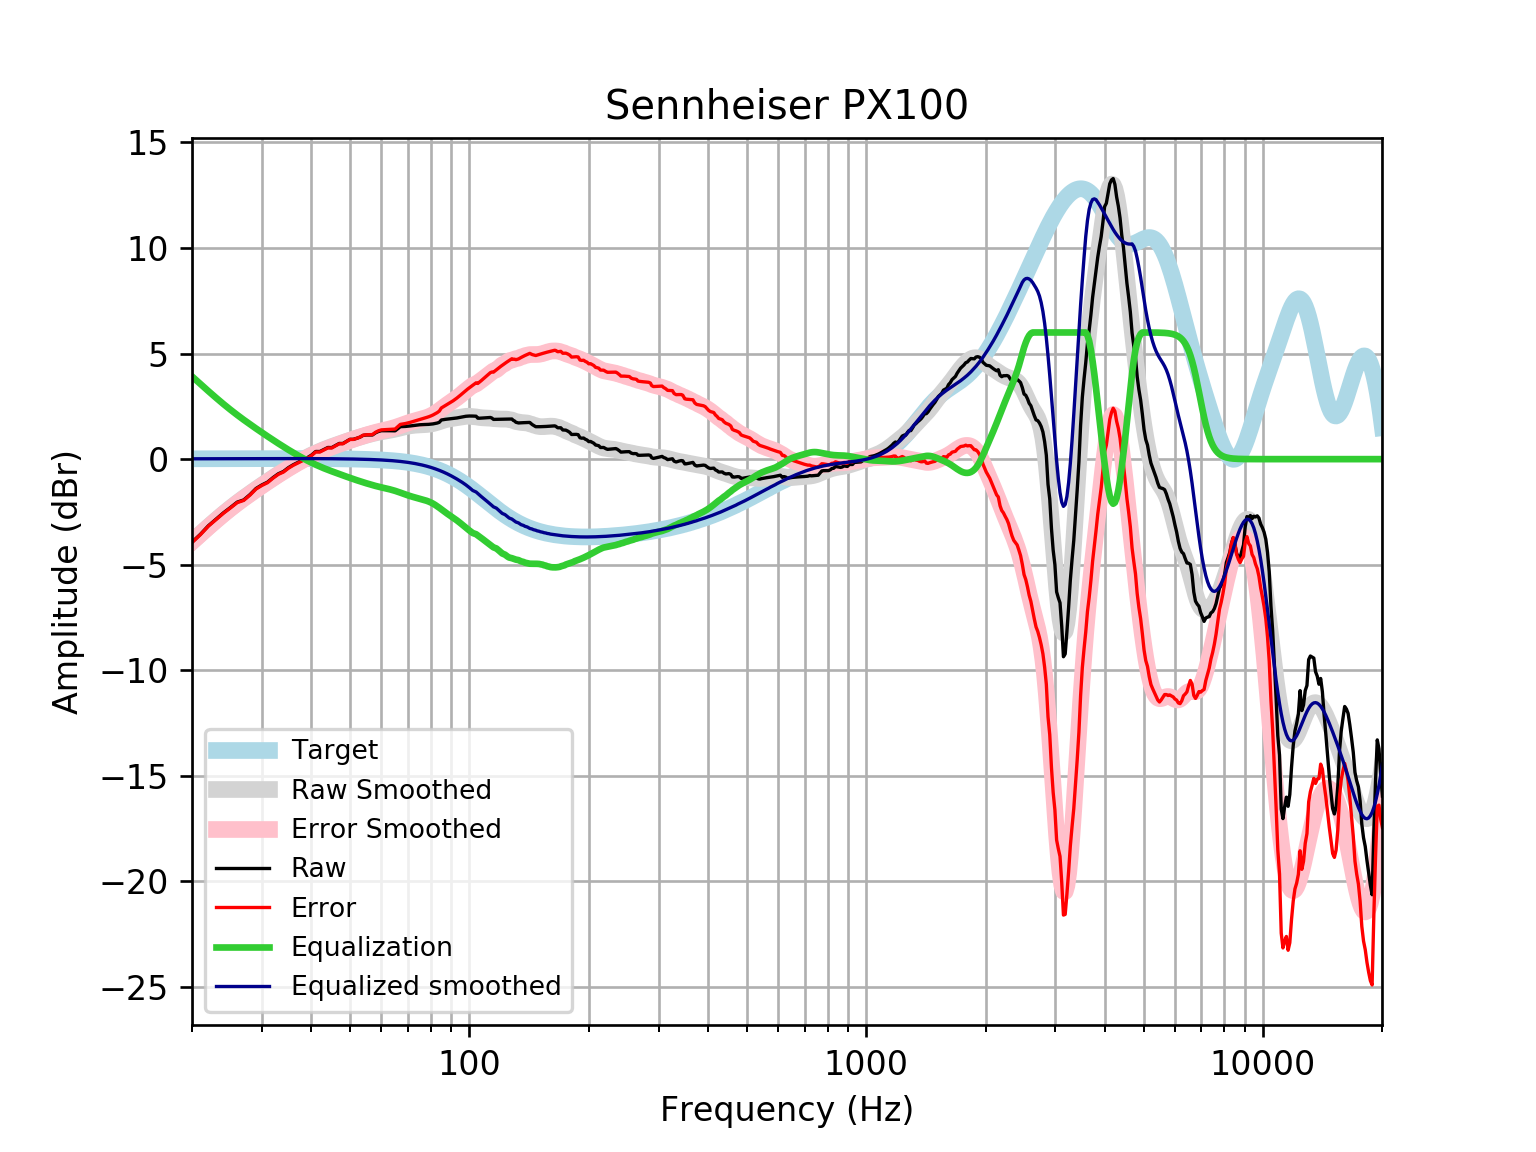 Sennheiser PX100
15
10
5
0
−5
−10
−15
−20
−25
Amplitude (dBr)
Target
Raw Smoothed
Error Smoothed
Raw
Error
Equalization
Equalized smoothed
100 1000 10000
Frequency (Hz)